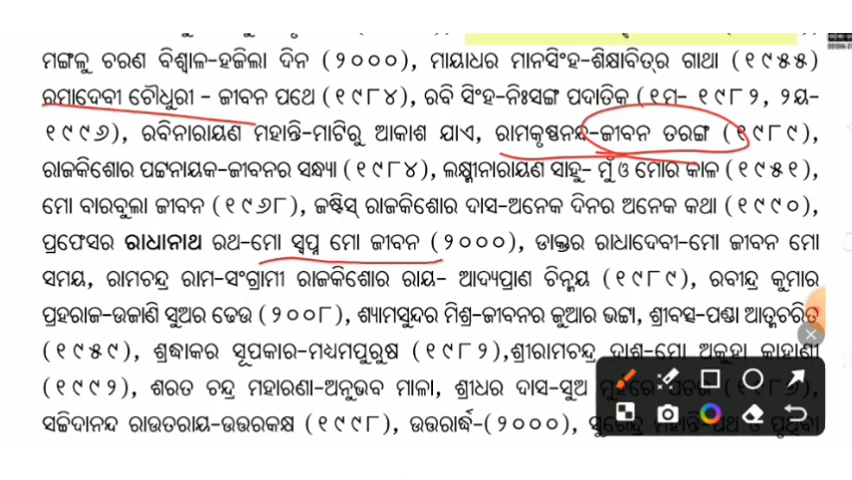 ମଙ୍ଗଳୁ ଚରଣ ବିଶ୍ୱାଳ-ହଜିଲା ଦିନ (୨୦୦୦), ମାୟାଧର ମାନସିଂହ-ଶିକ୍ଷାବିତ୍‌ର ଗାଥା (୧୯୫୫)
ରମାଦେବୀ ଚୌଧୁରୀ - ଜୀବନ ପଥେ (୧୯୮୪), ରବି ସିଂହ-ନିଃସଙ୍ଗ ପଦାତିକ (୧ମ- ୧୯୮୨, ୨ୟ-
୧୯୯୬), ରବିନାରାୟଣ ମହାନ୍ତି-ମାଟିରୁ ଆକାଶ ଯାଏ, ରାମକୃଷ୍ଣନନ୍ଦ-ଜୀବନ ତରଙ୍ଗ (୧୯୮୯),
ରାଜକିଶୋର ପଟ୍ଟନାୟକ-ଜୀବନର ସନ୍ଧ୍ୟା (୧୯୮୪), ଲକ୍ଷ୍ମୀନାରାୟଣ ସାହୁ- ମୁଁ ଓ ମୋର କାଳ (୧୯୫୧),
ମୋ ବାରବୁଲା ଜୀବନ (୧୯୬୮), ଜଷ୍ଟିସ୍ ରାଜକିଶୋର ଦାସ-ଅନେକ ଦିନର ଅନେକ କଥା (୧୯୯୦),
ପ୍ରଫେସର ରାଧାନାଥ ରଥ-ମୋ ସ୍ୱପ୍ନ ମୋ ଜୀବନ (୨୦୦୦), ଡାକ୍ତର ରାଧାଦେବୀ-ମୋ ଜୀବନ ମୋ
ସମୟ, ରାମଚନ୍ଦ୍ର ରାମ-ସଂଗ୍ରାମୀ ରାଜକିଶୋର ରାୟ- ଆଦ୍ୟପ୍ରାଣ ଚିନ୍ମୟ (୧୯୮୯), ରବୀନ୍ଦ୍ର କୁମାର
ପ୍ରହରାଜ-ଉଜାଣି ସୁଅର ଢେଉ (୨୦୦୮), ଶ୍ୟାମସୁନ୍ଦର ମିଶ୍ର-ଜୀବନର ଜୁଆର ଭଟ୍ଟା, ଶ୍ରୀବତ୍ସ-ପଣ୍ଡା ଆତ୍ମଚରିତ
(୧୯୫୯), ଶ୍ରଦ୍ଧାକର ସୂପକାର-ମଧ୍ୟମପୁରୁଷ (୧୯୮୨),ଶ୍ରୀରାମଚନ୍ଦ୍ର ଦାଶ-ମୋ ଅକୁହା କାହାଣୀ
(୧୯୯୨), ଶରତ ଚନ୍ଦ୍ର ମହାରଣା-ଅନୁଭବ ମାଳା, ଶ୍ରୀଧର ଦାସ-ସୁଅ
ସଚ୍ଚିଦାନନ୍ଦ ରାଉତରାୟ-ଉତ୍ତରକକ୍ଷ (୧୯୯୮), ଉତ୍ତରାର୍ଦ୍ଧ-(୨୦୦୦),